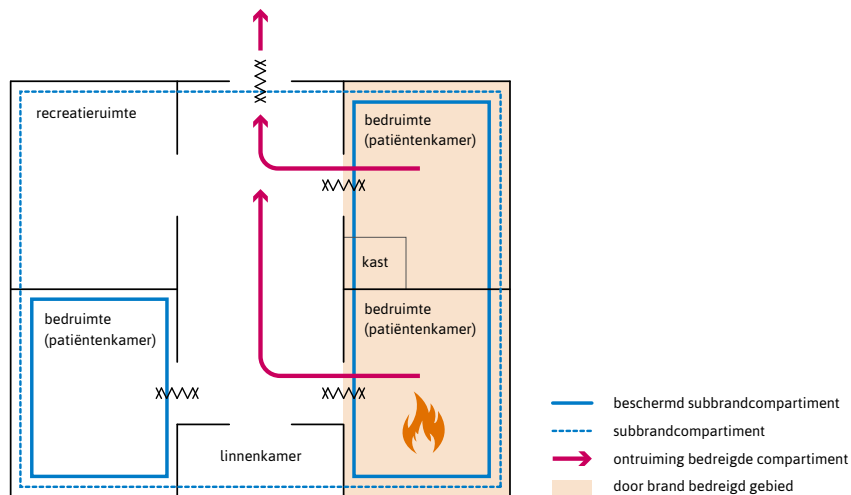 recreatieruimte
bedruimte
(patiëntenkamer)
kast
bedruimte
(patiëntenkamer)
bedruimte
(patiëntenkamer)
linnenkamer
beschermd subbrandcompartiment
subbrandcompartiment
ontruiming bedreigde compartiment
door brand bedreigd gebied